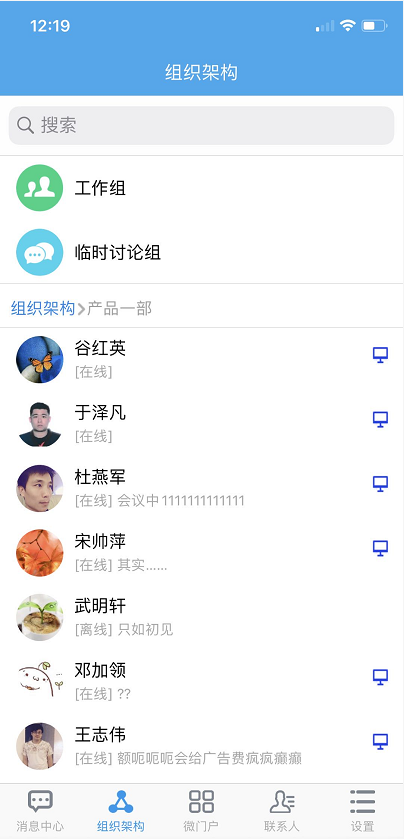 12:19
组织架构
搜索
工作组
临时讨论组
组织架构>产品一部
谷红英
[在线]
于泽凡
[在线]
杜燕军
[在线] 会议中1111111111111
宋帅萍
[在线] 其实......
武明轩
[离线] 只如初见
邓加领
[在线] ??
王志伟
[在线] 额呃呃呃会给广告费疯疯癫癫
消息中心 组织架构 微门户 联系人 设置